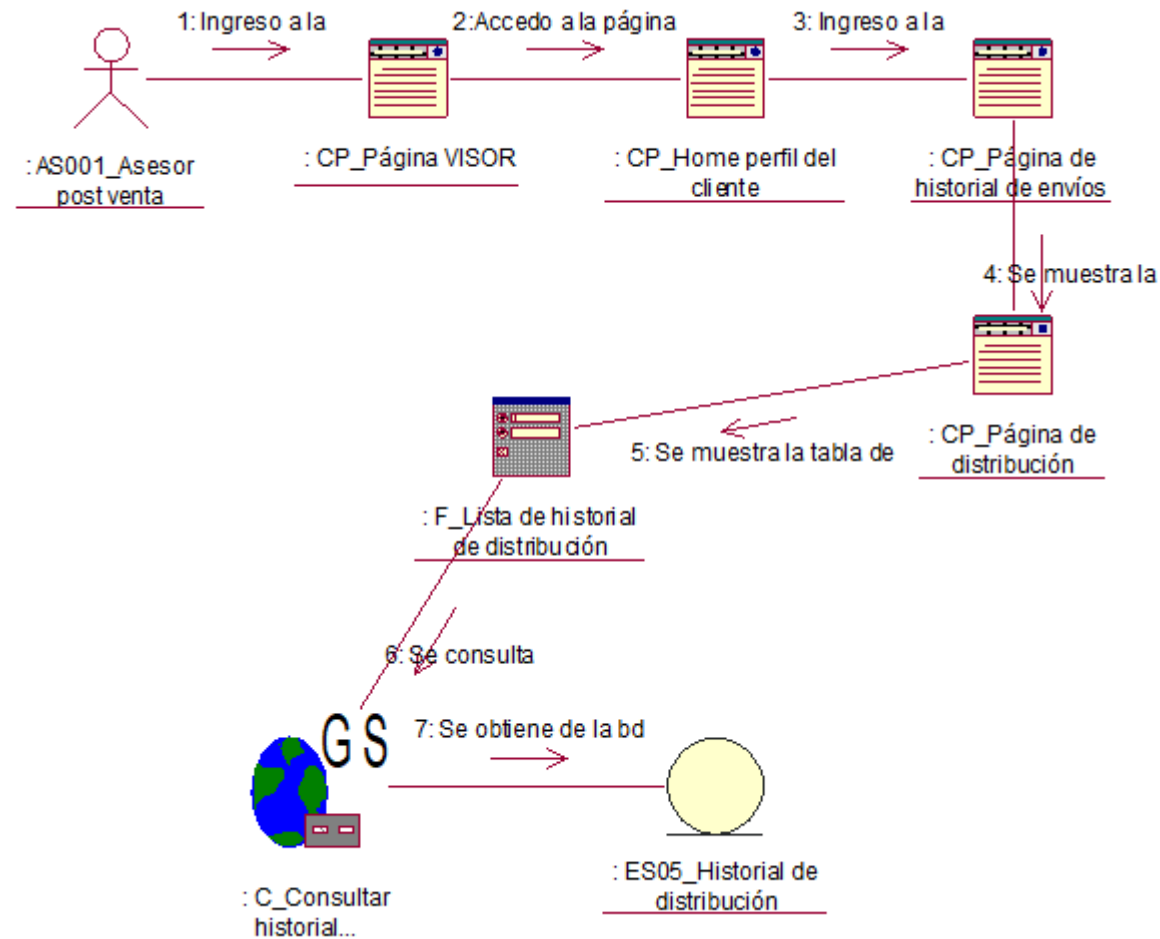 1: Ingreso a la
2:Accedo a la página
3: Ingreso a la
: AS001_Asesor
post venta
: CP_Página VISOR
: CP_Home perfil del
cliente
: CP_Página de
historial de envíos
4: Se muestra la
5: Se muestra la tabla de
: CP_Página de
distribución
: F_Lista de historial
de distribución
6: Se consulta
GS
7: Se obtiene de la bd
: C_Consultar
historial...
: ES05_Historial de
distribución